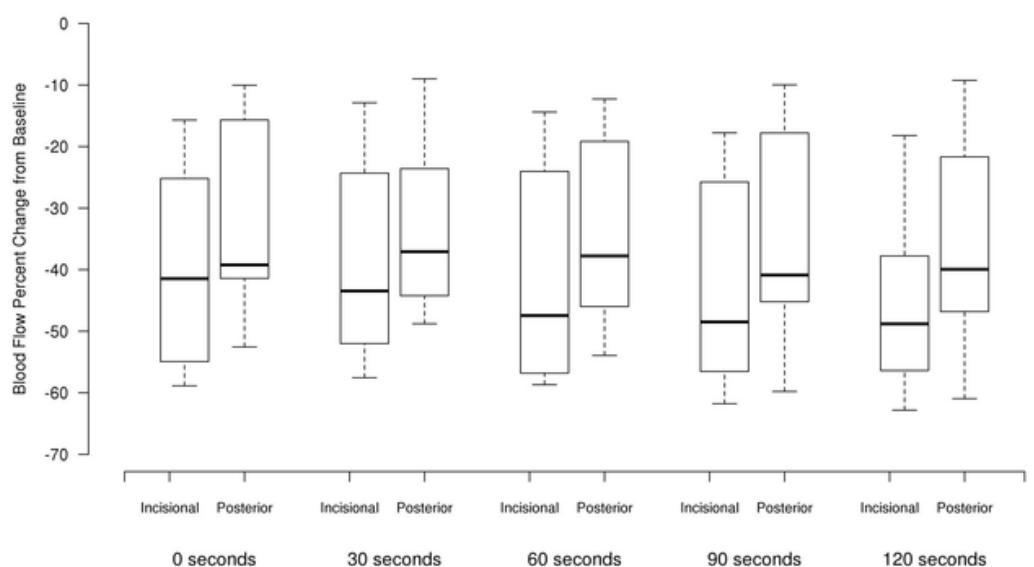 Blood Flow Percent Change from Baseline
0
-10
-20
-30
-40
-50
-60
-70
Incisional Posterior Incisional Posterior Incisional Posterior Incisional Posterior Incisional Posterior
0 seconds 30 seconds 60 seconds 90 seconds 120 seconds